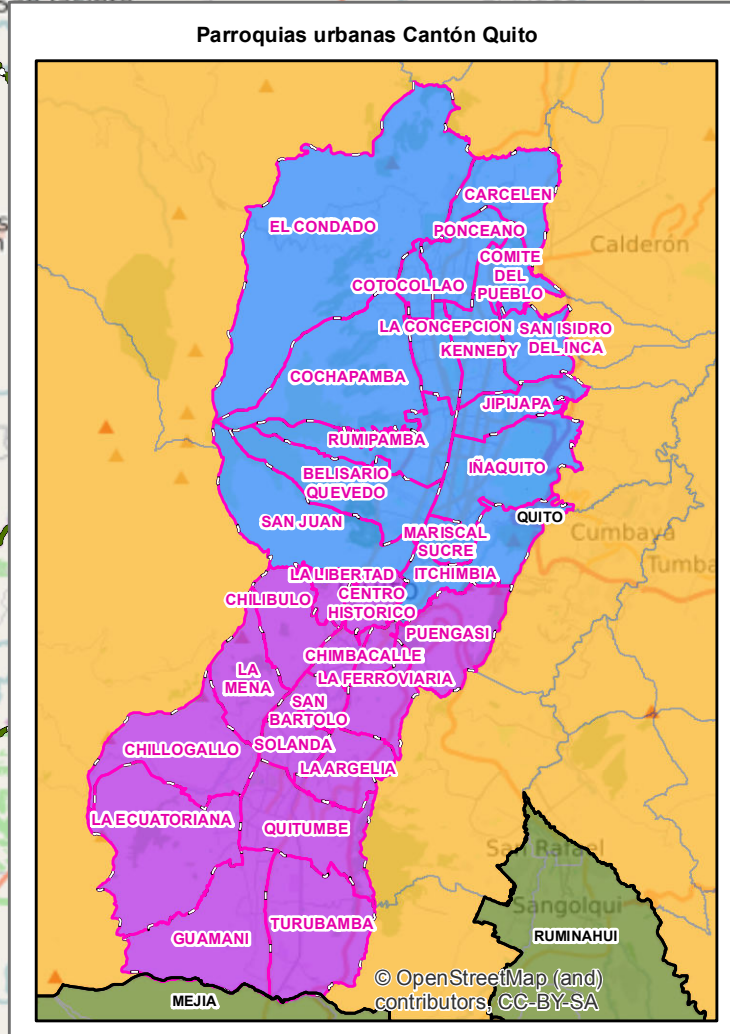 Parroquias urbanas Cantón Quito
CARCELEN
EL CONDADO
PONCEANO
Calderón
COMITE
DEL
PUEBLO
COTOCOLLAO
LA CONCEPCION
SAN ISIDRO
DEL INCA
KENNEDY
COCHAPAMBA
JIPIJAPA
RUMIPAMBA
IÑAQUITO
BELISARIO
QUEVEDO
SAN JUAN
QUITO
MARISCAL
SUCRE
Cumbayá
Tumba
LA LIBERTAD
ITCHIMBIA
CHILIBULO
CENTRO
HISTORICO
PUENGASI
CHIMBACALLE
LA MENA
LA FERROVIARIA
SAN
BARTOLO
CHILLOGALLO
SOLANDA
LA ARGELIA
LA ECUATORIANA
QUITUMBE
San Rafael
Sangolqui
TURUBAMBA
GUAMANI
RUMINAHUI
© OpenStreetMap (and)
contributors, CC-BY-SA
MEJIA